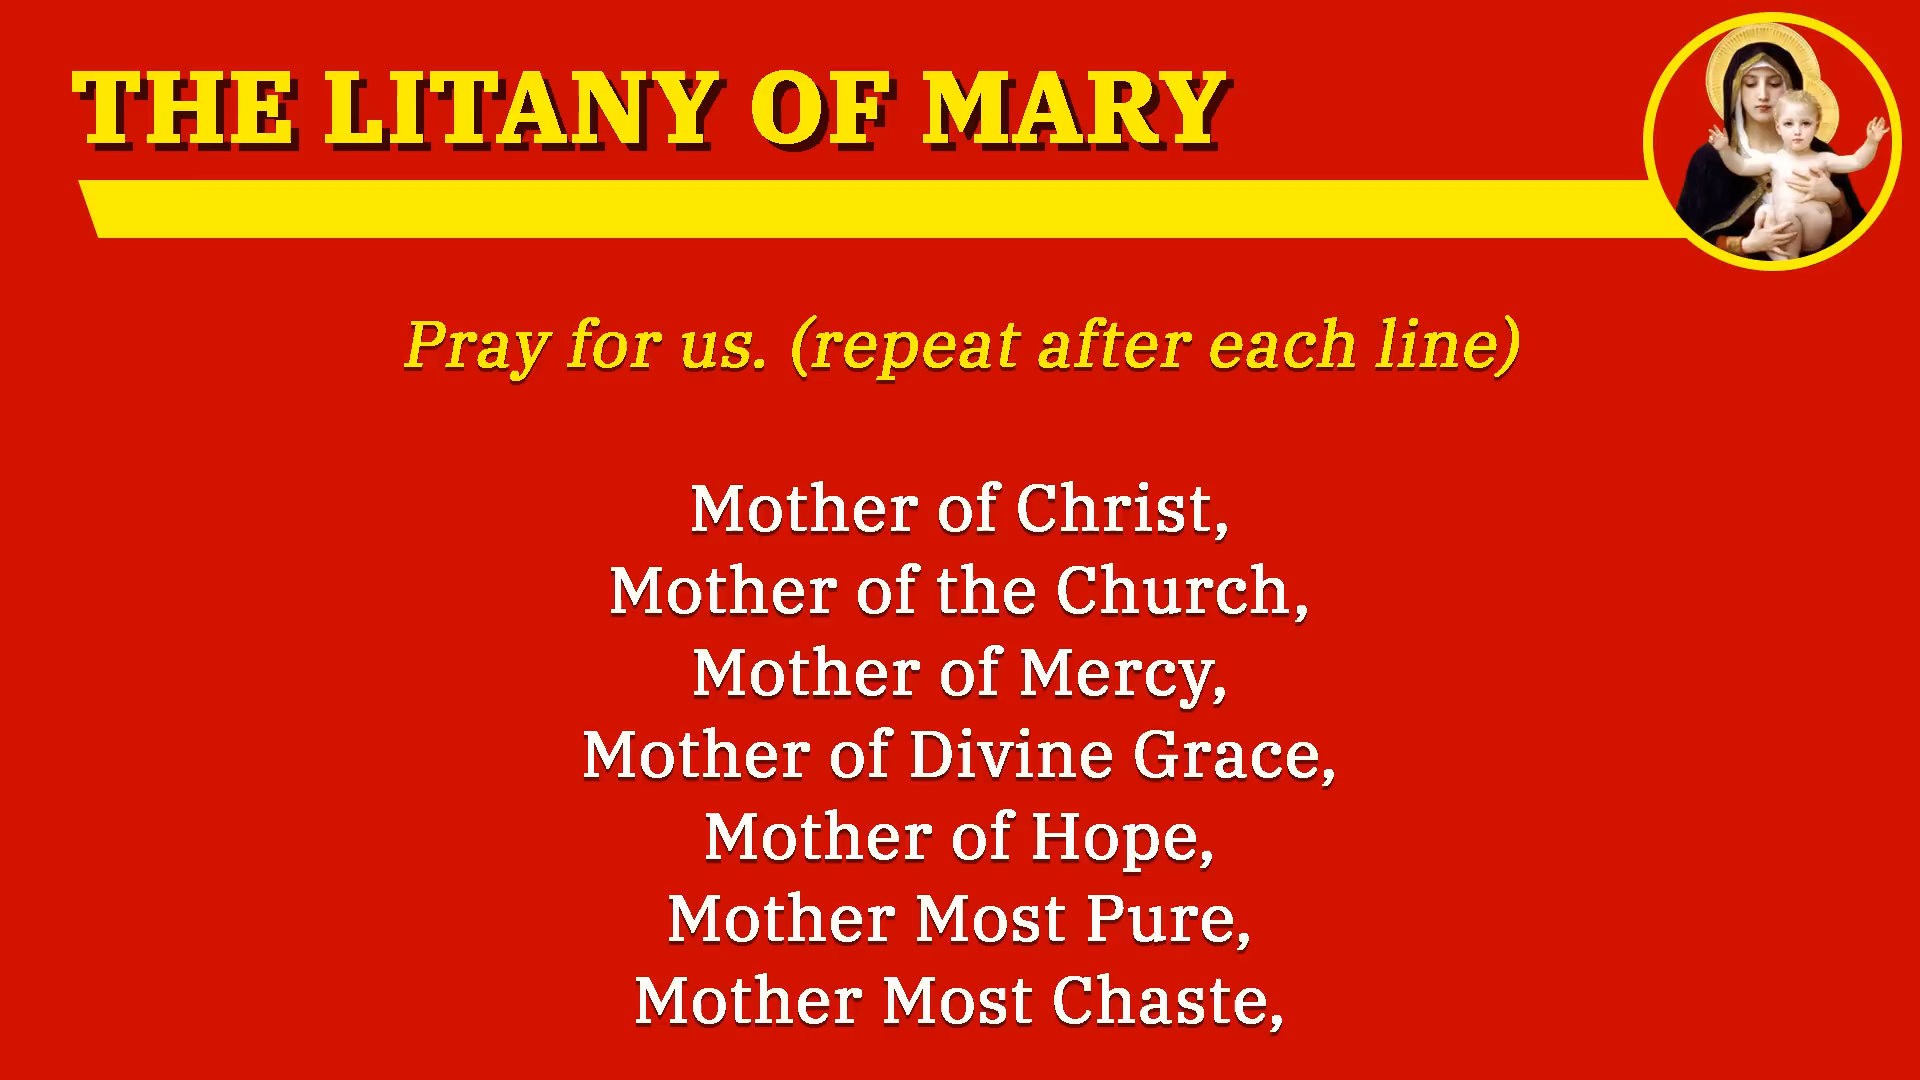 THE LITANY OF MARY
Pray for us. (repeat after each line)
Mother of Christ,
Mother of the Church,
Mother of Mercy,
Mother of Divine Grace,
Mother of Hope,
Mother Most Pure,
Mother Most Chaste,